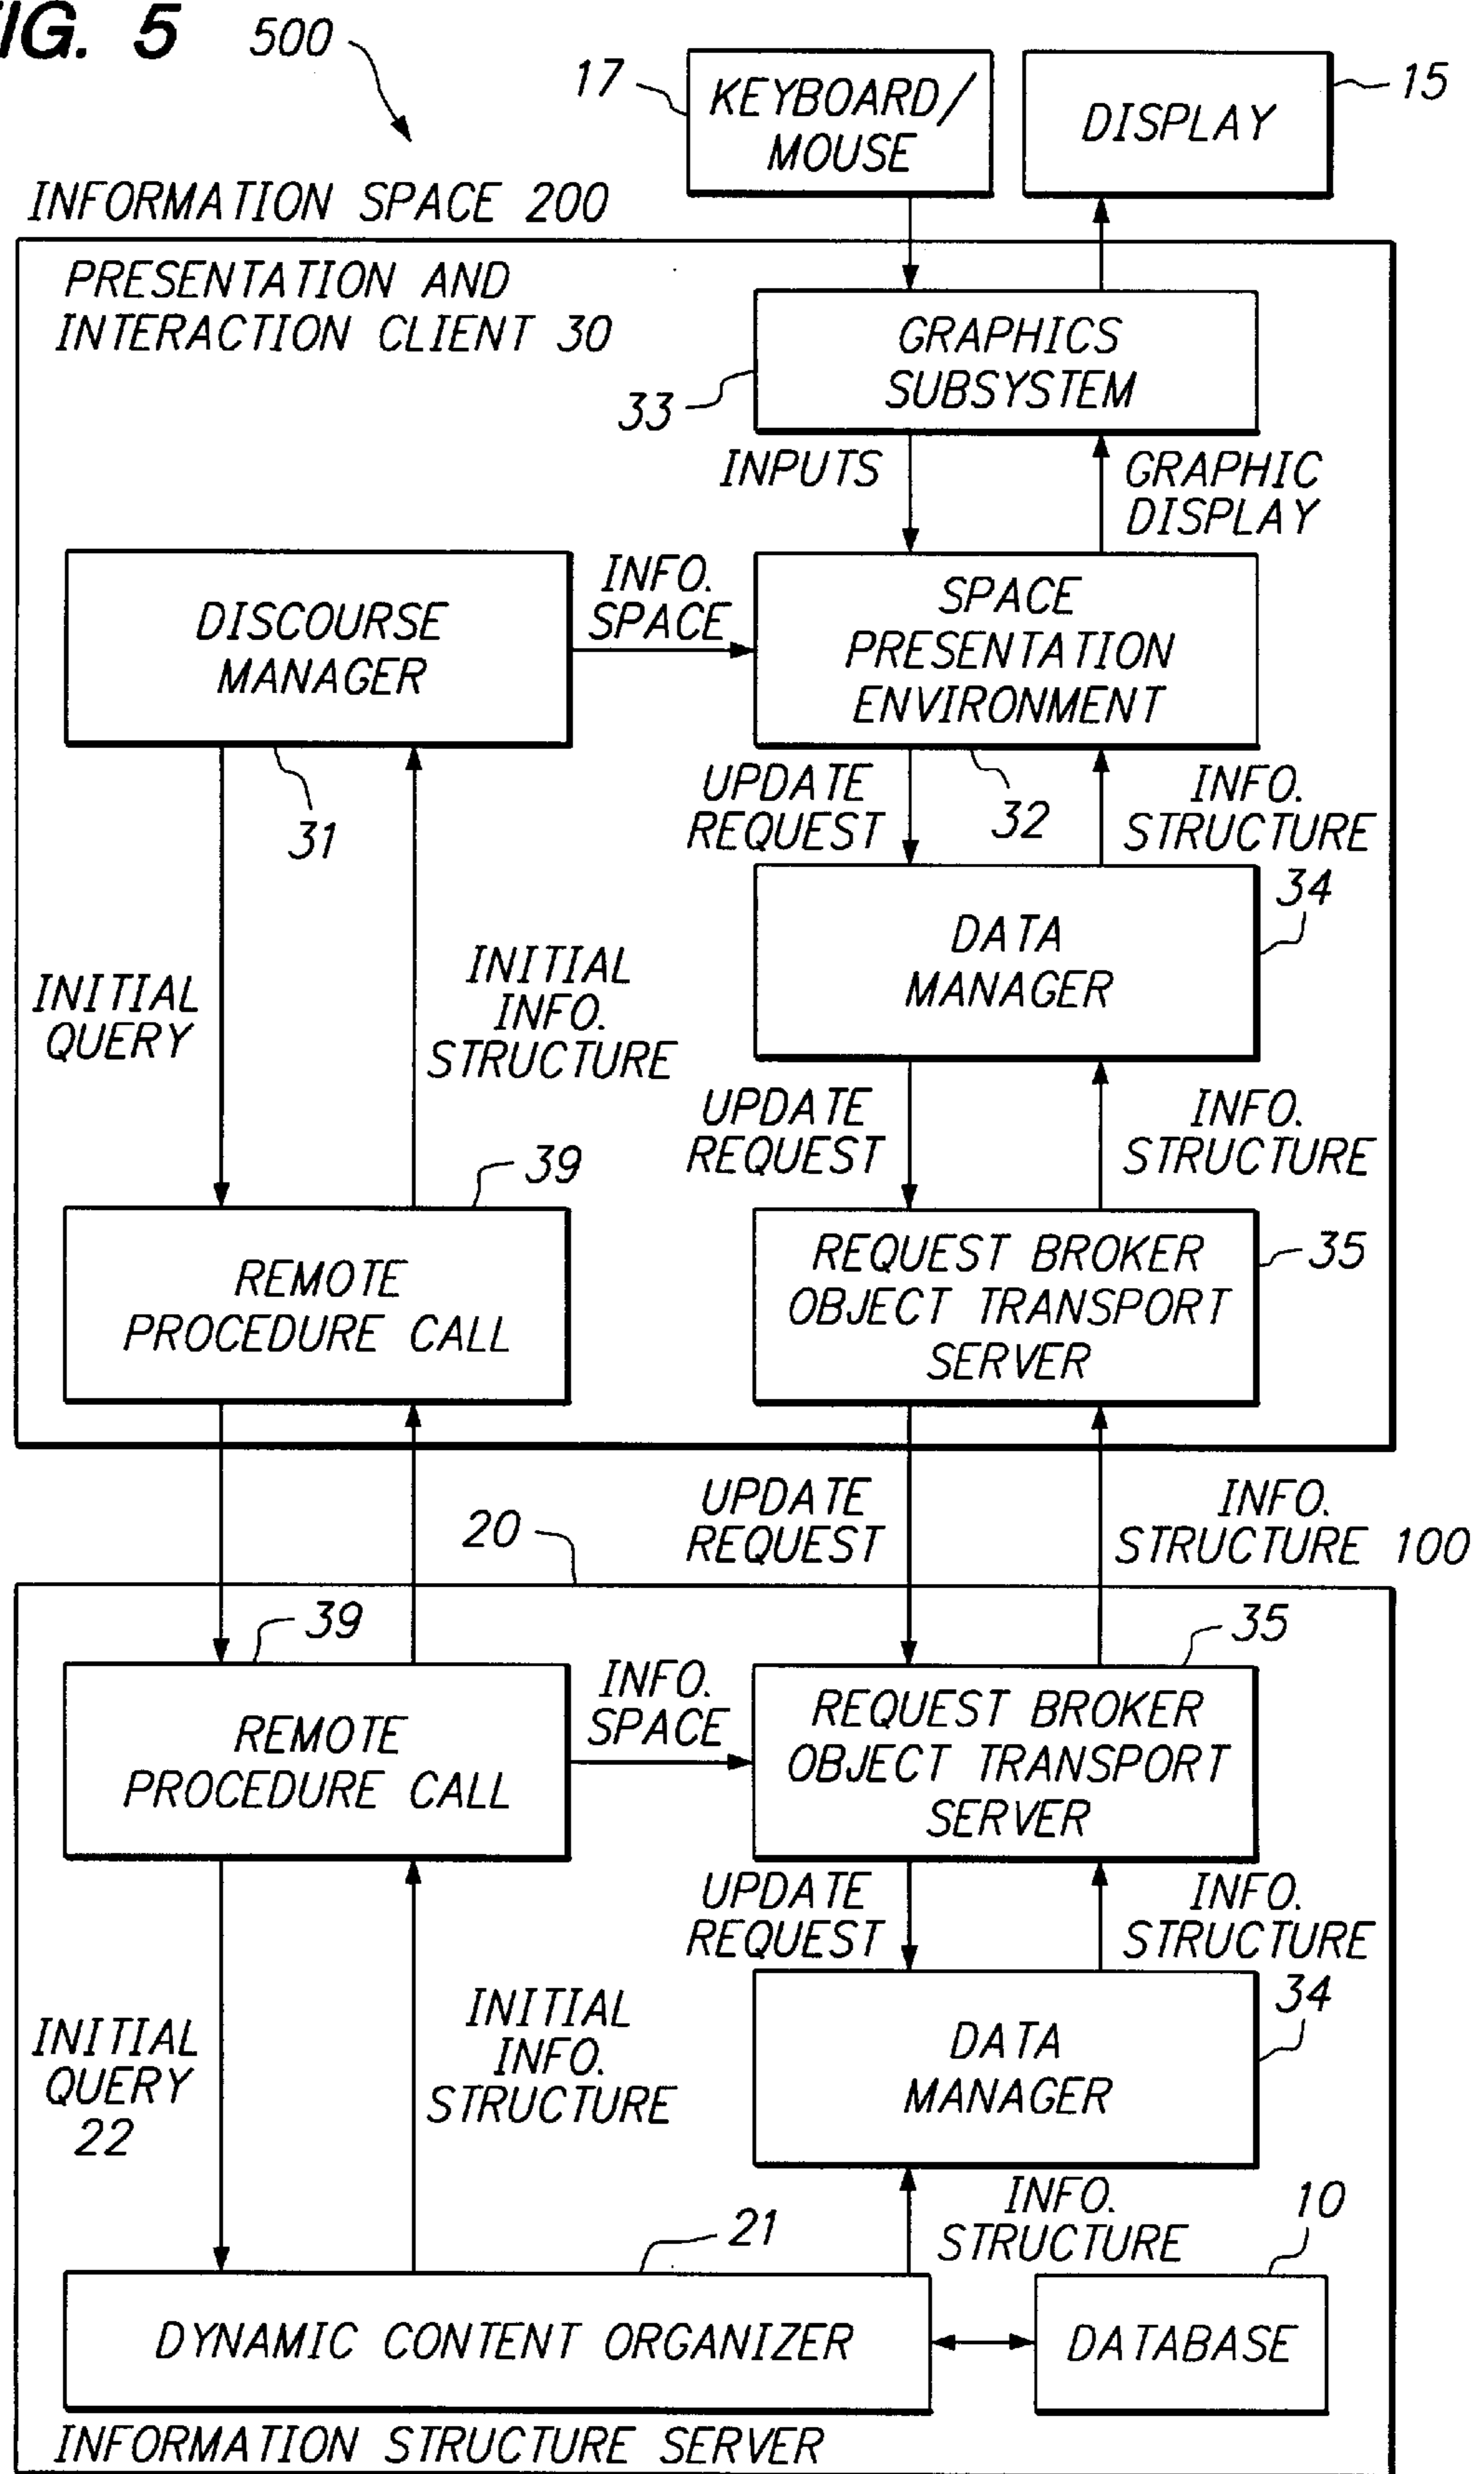 FIG. 5
500
17
KEYBOARD/
MOUSE
DISPLAY
15
INFORMATION SPACE 200
PRESENTATION AND
INTERACTION CLIENT 30
GRAPHICS
SUBSYSTEM
33
INPUTS
GRAPHIC
DISPLAY
DISCOURSE
MANAGER
31
INFO.
SPACE
SPACE
PRESENTATION
ENVIRONMENT
32
UPDATE
REQUEST
INFO.
STRUCTURE
34
DATA
MANAGER
INITIAL
QUERY
INITIAL
INFO.
STRUCTURE
UPDATE
REQUEST
INFO.
STRUCTURE
39
REMOTE
PROCEDURE CALL
REQUEST BROKER
OBJECT TRANSPORT
SERVER
35
20
UPDATE
REQUEST
INFO.
STRUCTURE 100
39
REMOTE
PROCEDURE CALL
INFO.
SPACE
35
REQUEST BROKER
OBJECT TRANSPORT
SERVER
UPDATE
REQUEST
INFO.
STRUCTURE
34
DATA
MANAGER
INITIAL
QUERY
22
INITIAL
INFO.
STRUCTURE
INFO.
STRUCTURE
10
21
DYNAMIC CONTENT ORGANIZER
DATABASE
INFORMATION STRUCTURE SERVER